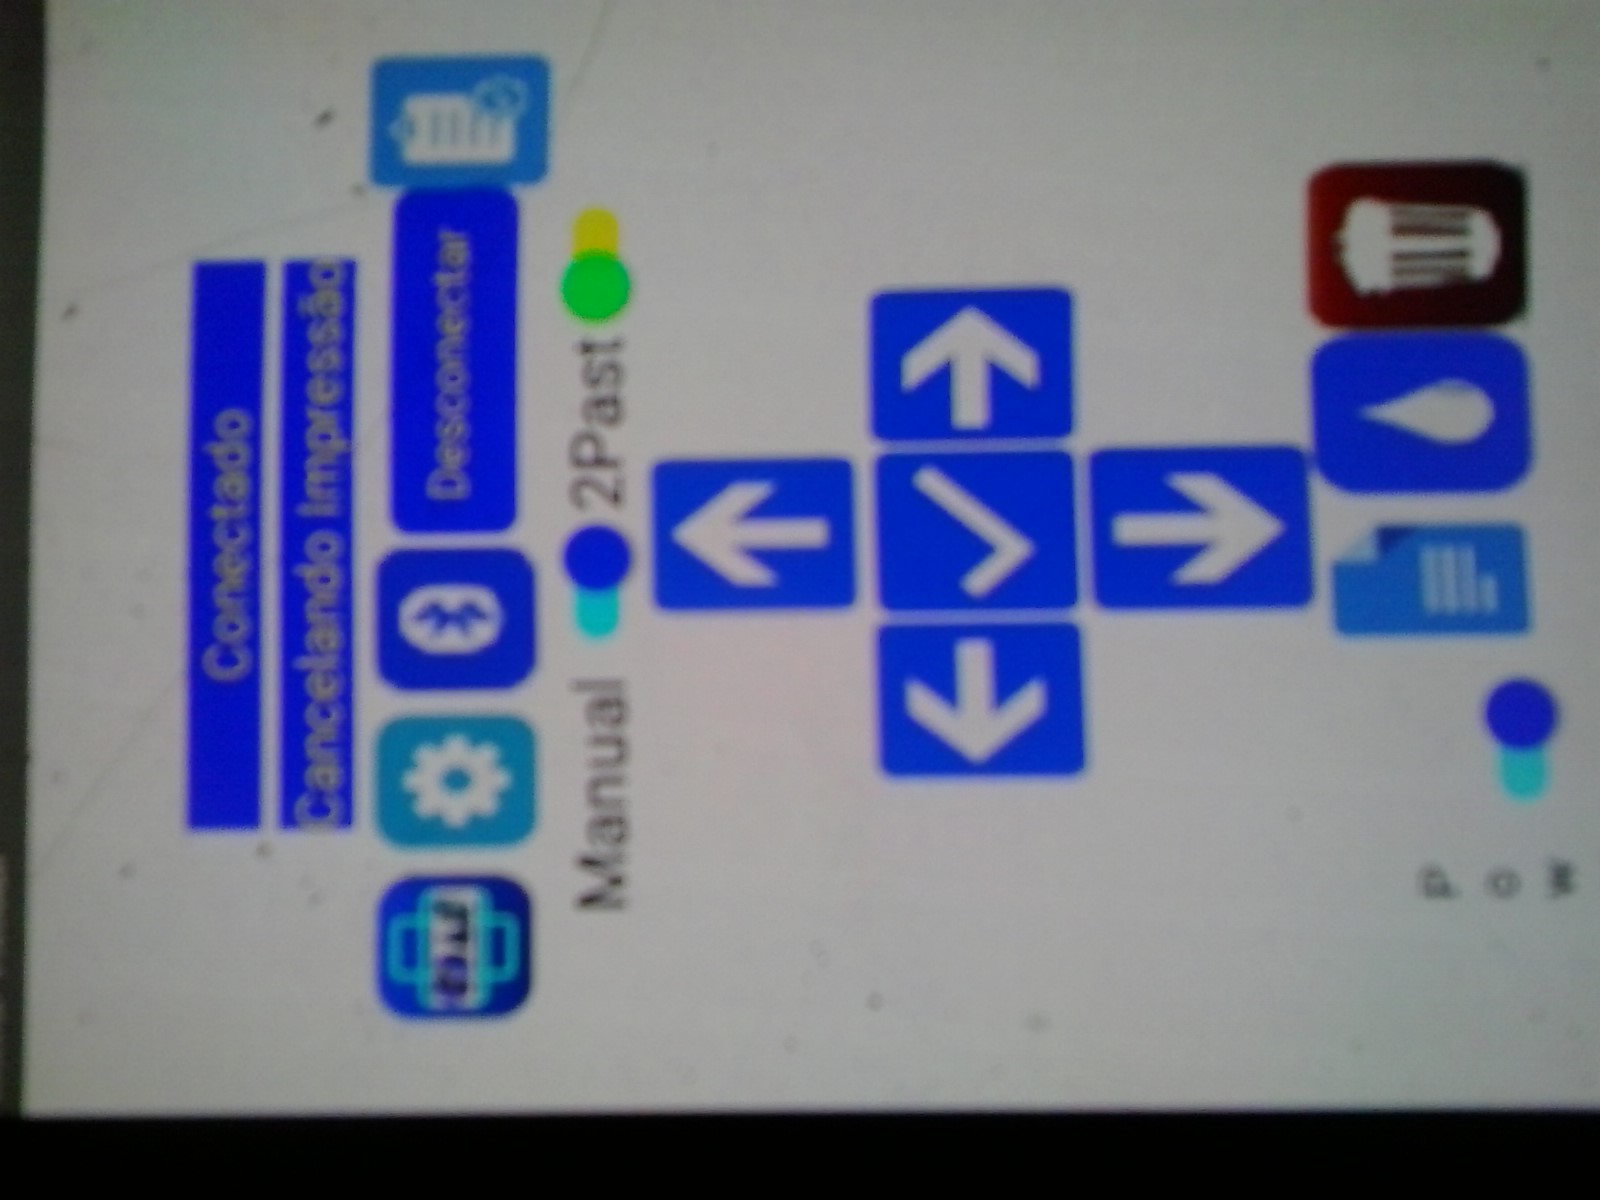 Conectado
Cancelando impressão
Desconectar
Manual 2Past
P
o
w